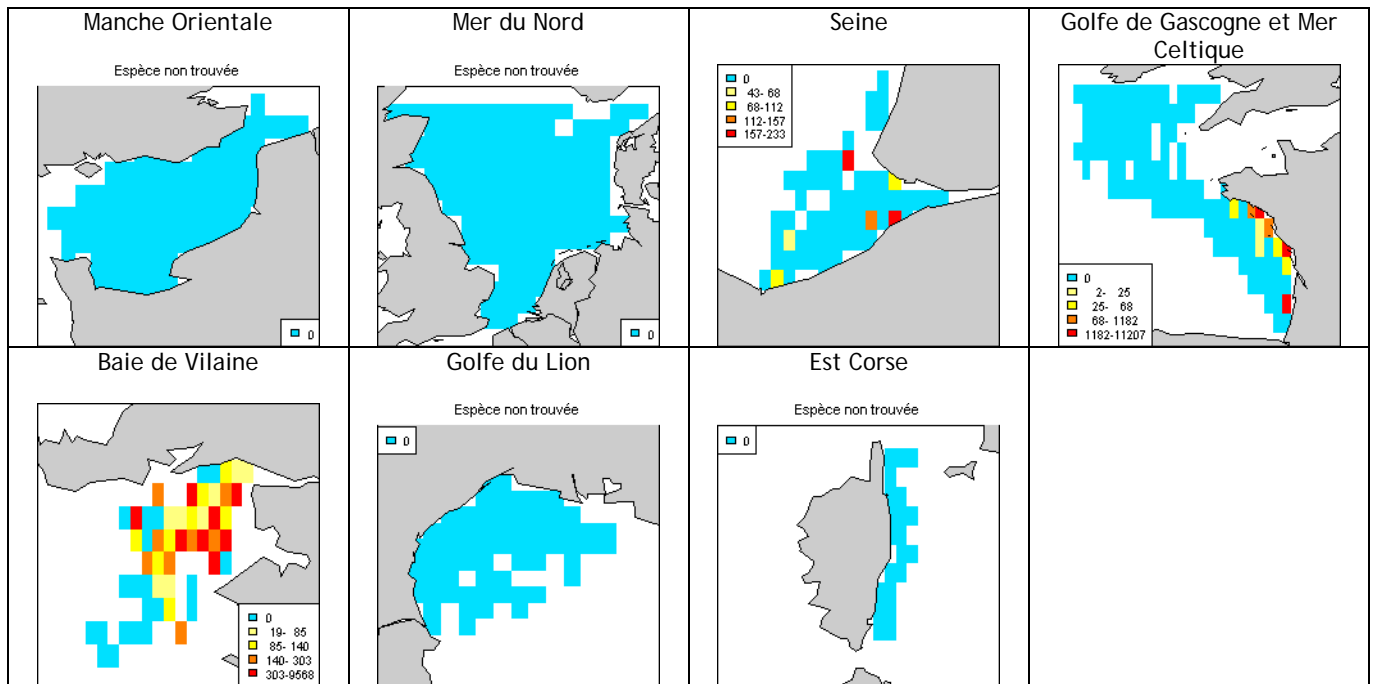 Manche Orientale
Espèce non trouvée
0
Mer du Nord
Espèce non trouvée
0
Seine
0
43- 68
68-112
112-157
157-233
Golfe de Gascogne et Mer
Celtique
0
2- 25
25- 68
68- 1182
1182-11207
Baie de Vilaine
0
19- 85
85- 140
140- 303
303-9568
Golfe du Lion
Espèce non trouvée
0
Est Corse
Espèce non trouvée
0